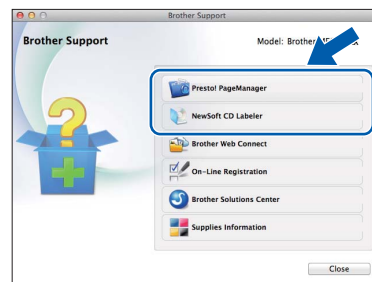 Brother Support
Brother Support
Model: Brother
Presto! PageManager
NewSoft CD Labeler
Brother Web Connect
On-Line Registration
Brother Solutions Center
Supplies Information
Close